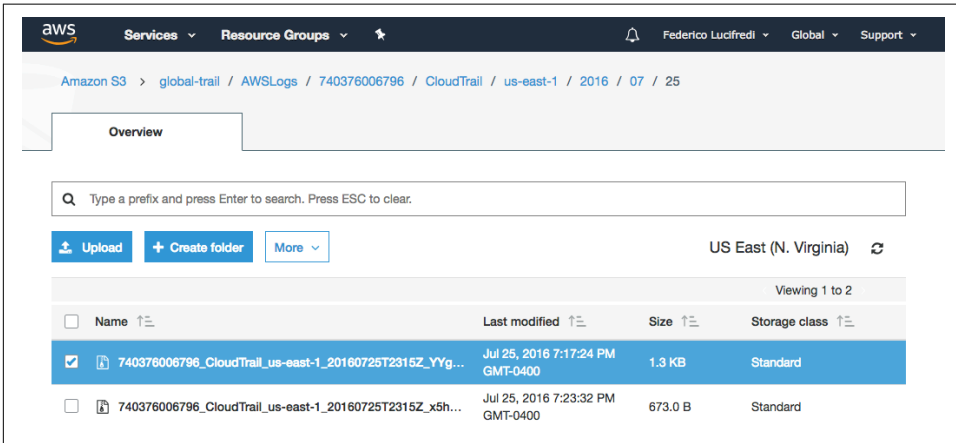 aws Services Resource Groups Federico Lucifredi Global Support
Amazon S3 > global-trail / AWSLogs / 740376006796 / CloudTrail / us-east-1 / 2016 / 07 / 25
Overview
Type a prefix and press Enter to search. Press ESC to clear.
Upload + Create folder More US East (N. Virginia)
Viewing 1 to 2
Name Last modified Size Storage class
740376006796_CloudTrail_us-east-1_20160725T2315Z_YYg... Jul 25, 2016 7:17:24 PM 1.3 KB Standard
GMT-0400
740376006796_CloudTrail_us-east-1_20160725T2315Z_x5h... Jul 25, 2016 7:23:32 PM 673.0 B Standard
GMT-0400